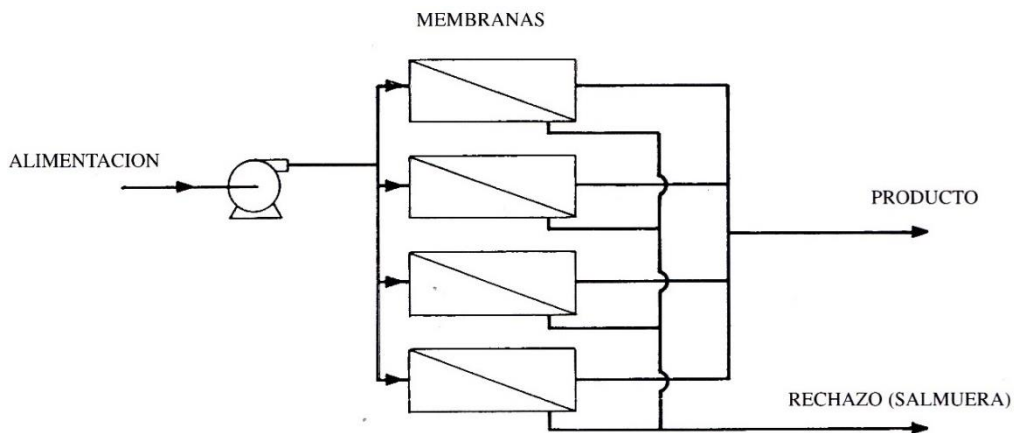 MEMBRANAS
ALIMENTACION
PRODUCTO
RECHAZO (SALMUERA)